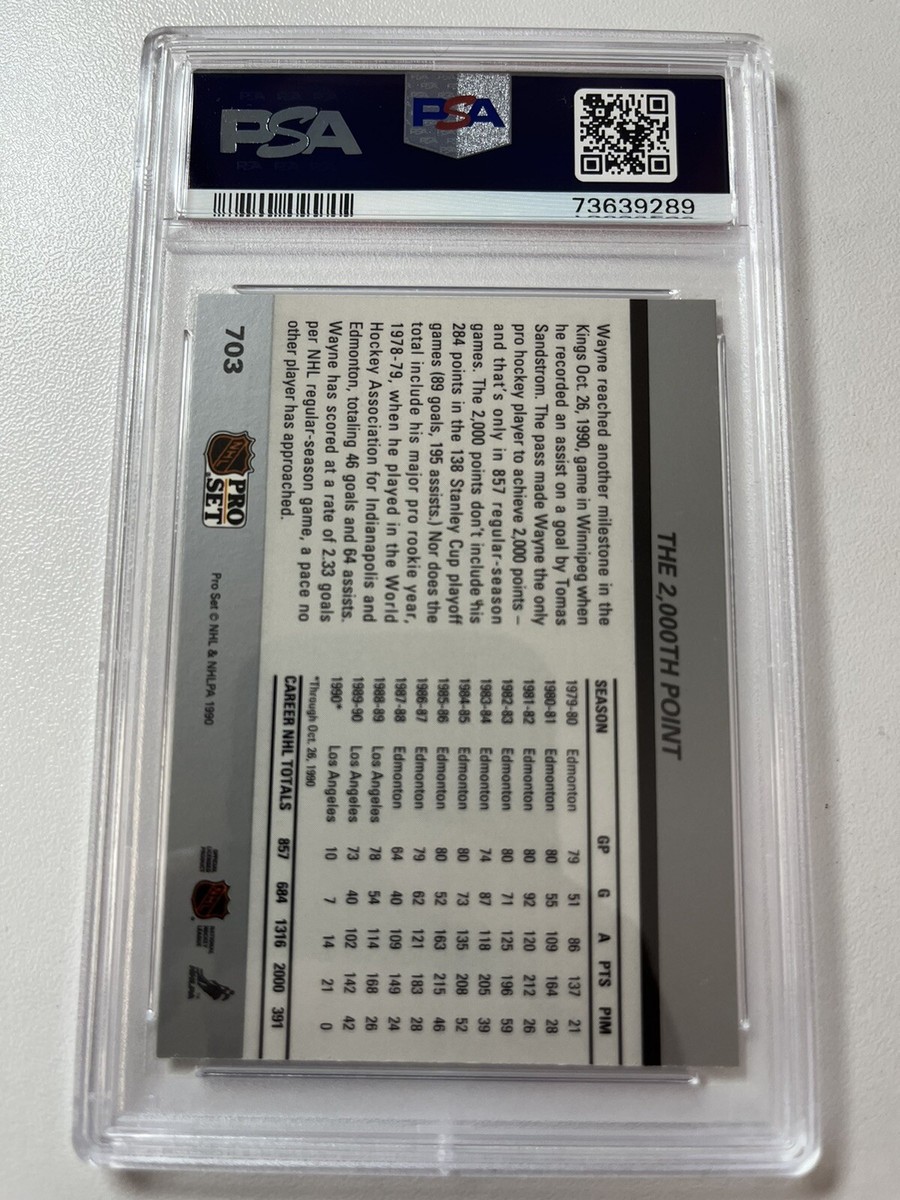 PSA
PSA
73639289
THE 2,000TH POINT
Wayne reached another milestone in the
Kings Oct. 26, 1990, game in Winnipeg when
he recorded an assist on a goal by Tomas
Sandstrom. The pass made Wayne the only
pro hockey player to achieve 2,000 points –
and that's only in 857 regular-season
games. The 2,000 points don't include his
284 points in the 138 Stanley Cup playoff
games (89 goals, 195 assists.) Nor does the
total include his major pro rookie year,
1978-79, when he played in the World
Hockey Association for Indianapolis and
Edmonton, totaling 46 goals and 64 assists.
Wayne has scored at a rate of 2.33 goals
per NHL regular-season game, a pace no
other player has approached.
SEASON GP G A PTS PIM
1979-80 Edmonton 79 51 86 137 21
1980-81 Edmonton 80 55 109 164 28
1981-82 Edmonton 80 92 120 212 26
1982-83 Edmonton 80 71 125 196 59
1983-84 Edmonton 74 87 118 205 39
1984-85 Edmonton 80 73 135 208 52
1985-86 Edmonton 80 52 163 215 46
1986-87 Edmonton 79 62 121 183 28
1987-88 Edmonton 64 40 109 149 24
1988-89 Los Angeles 78 54 114 168 26
1989-90 Los Angeles 73 40 102 142 42
1990* Los Angeles 10 7 14 21 0
*Through Oct. 26, 1990
CAREER NHL TOTALS 857 684 1316 2000 391
703
NHL
PRO
SET
Pro Set © NHL & NHLPA 1990
OFFICIAL
LICENSED
PRODUCT
NHL
NATIONAL
HOCKEY
LEAGUE
NHLPA